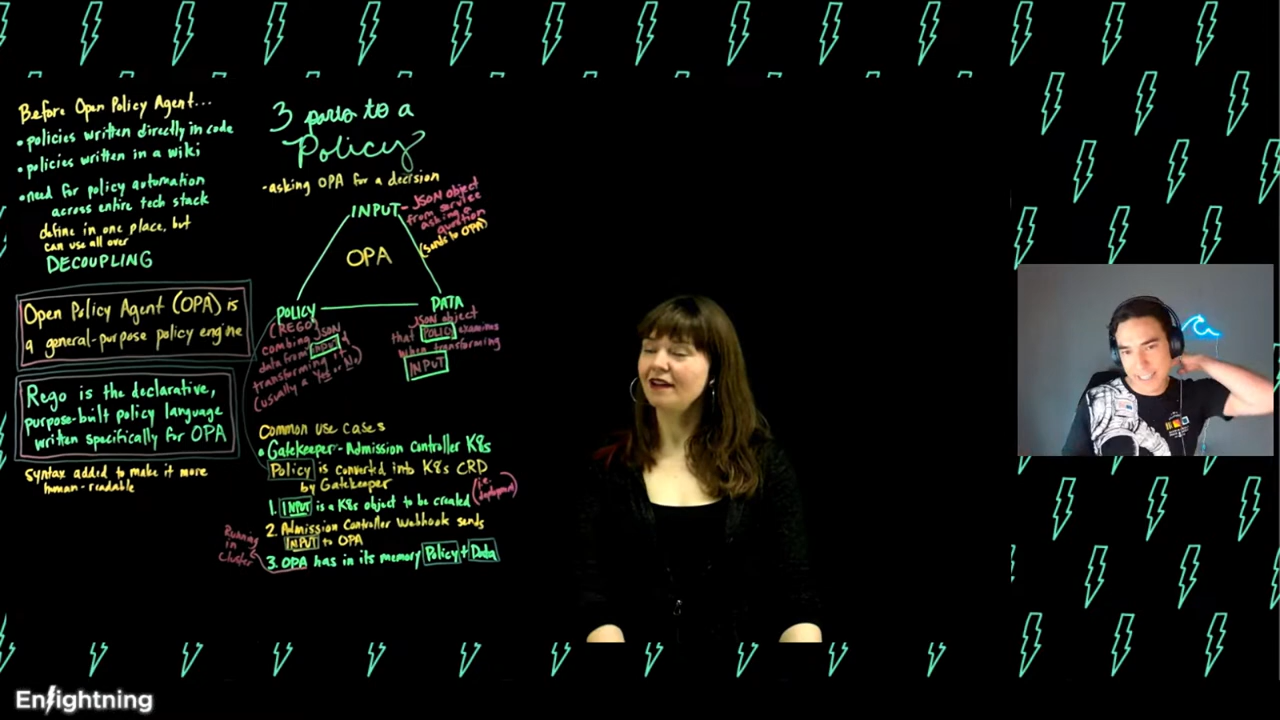 Before Open Policy Agent...
• policies written directly in code
• policies written in a wiki
• need for policy automation
across entire tech stack
define in one place, but
can use all over
DECOUPLING
Open Policy Agent (OPA) is
a general-purpose policy engine
Rego is the declarative,
purpose-built policy language
written specifically for OPA
Syntax added to make it more
human-readable
3 parts to a
Policy
- asking OPA for a decision
INPUT
- JSON object
from service
asking a
question
(sends to OPA)
OPA
POLICY
(REGO)
combining JSON
data from INPUT &
transforming it
(usually a Yes or No)
DATA
JSON object
that POLICY examines
when transforming
INPUT
Common use cases
• Gatekeeper - Admission Controller K8s
Policy is converted into K8s CRD
by Gatekeeper
1. INPUT is a K8s object to be created
(i.e. deployment)
2. Admission Controller Webhook sends
INPUT to OPA
3. OPA has in its memory Policy + Data
Running
in
Cluster
Enlightning